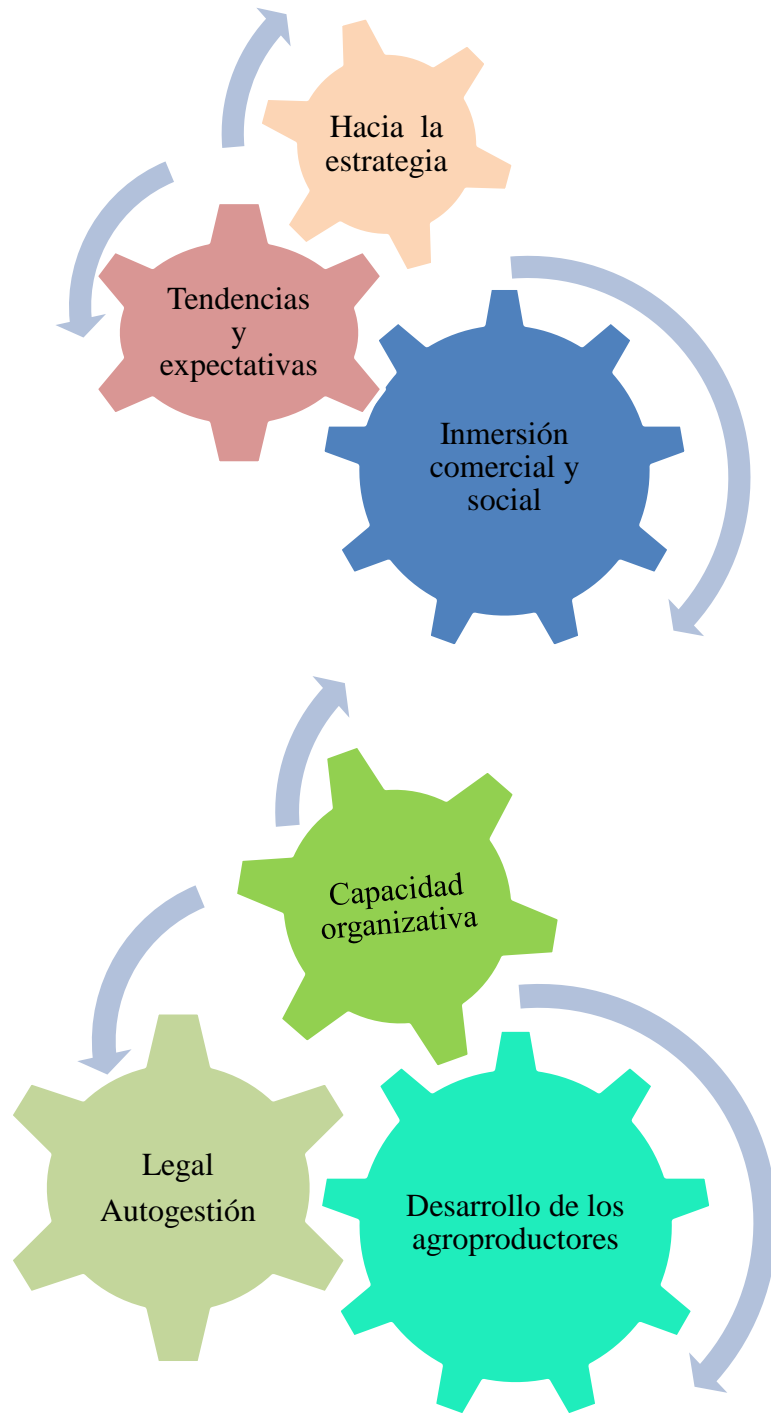 Hacia la
estrategia
Tendencias
y
expectativas
Inmersión
comercial y
social
Capacidad
organizativa
Legal
Autogestión
Desarrollo de los
agroproductores